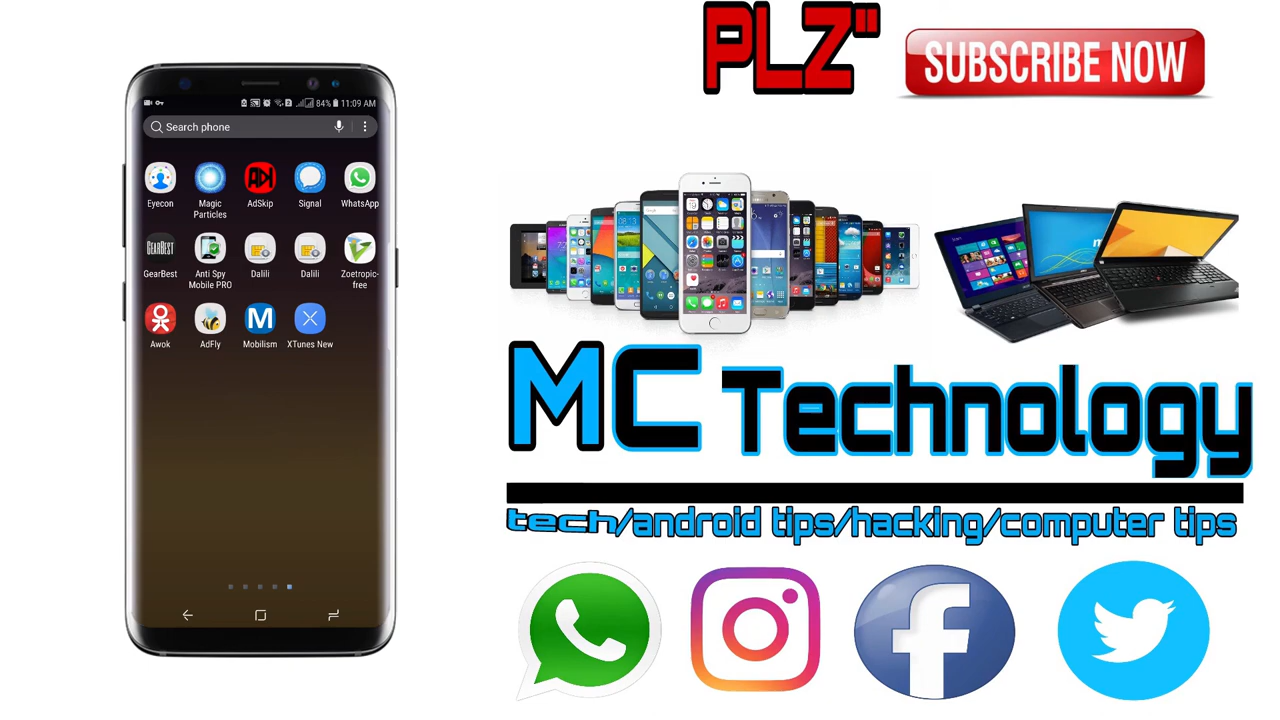 PLZ"
SUBSCRIBE NOW
84% 11:09 AM
Search phone
Eyecon
Magic
Particles
AdSkip
Signal
WhatsApp
GEARBEST
GearBest
Anti Spy
Mobile PRO
Dalili
Dalili
Zoetropic-
free
Awok
AdFly
M
Mobilism
XTunes New
MC Technology
tech/android tips/hacking/computer tips